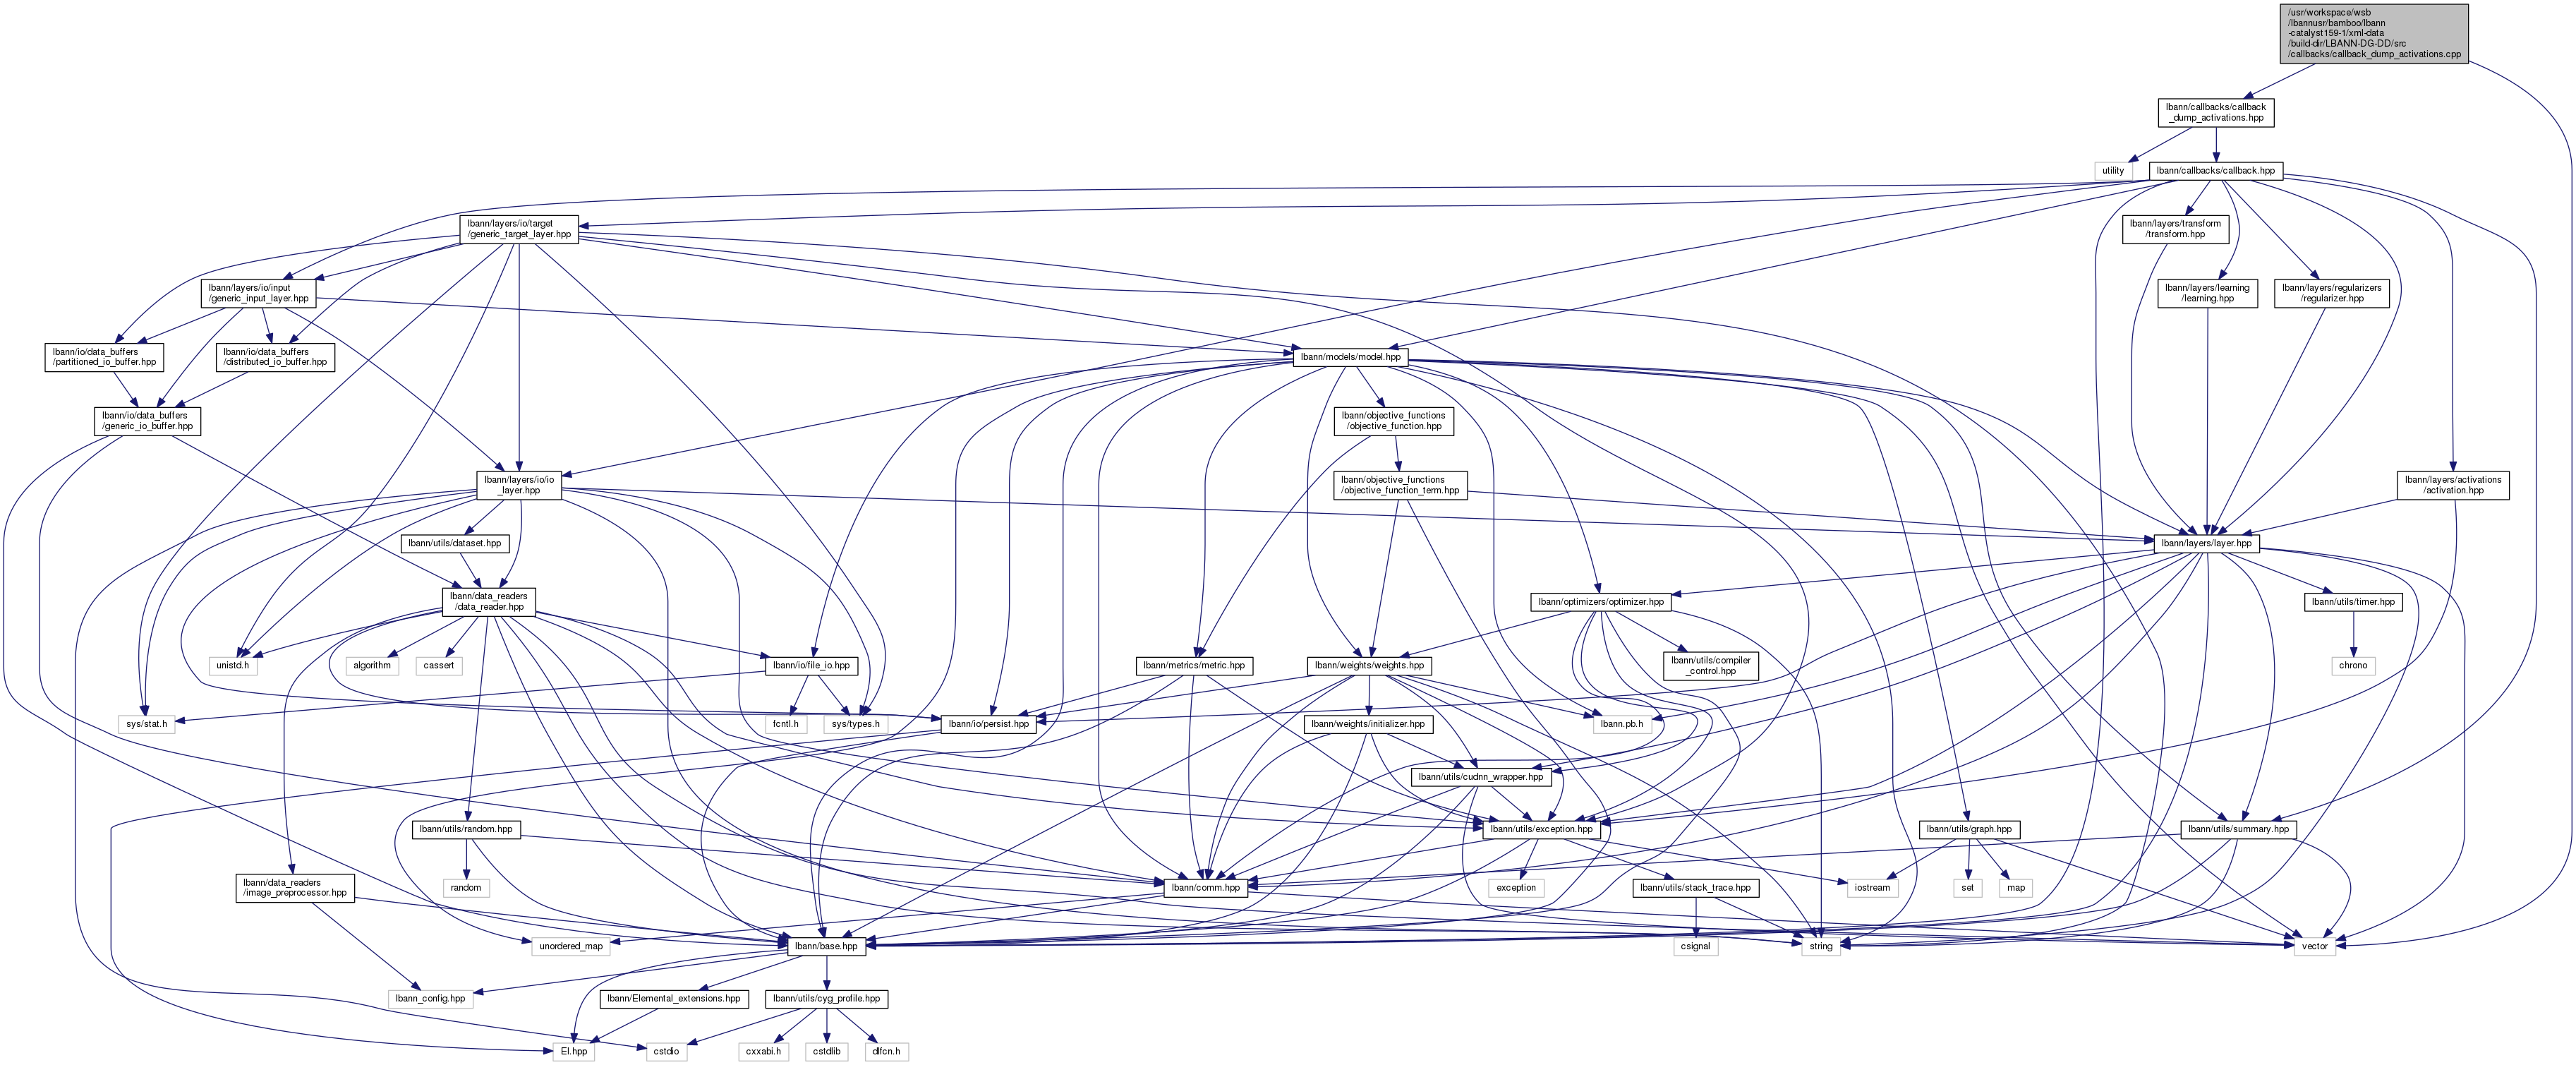 /usr/workspace/wsb
/lbannusr/bamboo/lbann
-catalyst159-1/xml-data
/build-dir/LBANN-DG-DD/src
/callbacks/callback_dump_activations.cpp
lbann/callbacks/callback
_dump_activations.hpp
utility
lbann/callbacks/callback.hpp
lbann/layers/io/target
/generic_target_layer.hpp
lbann/layers/transform
/transform.hpp
lbann/layers/io/input
/generic_input_layer.hpp
lbann/layers/learning
/learning.hpp
lbann/layers/regularizers
/regularizer.hpp
lbann/io/data_buffers
/partitioned_io_buffer.hpp
lbann/io/data_buffers
/distributed_io_buffer.hpp
lbann/models/model.hpp
lbann/io/data_buffers
/generic_io_buffer.hpp
lbann/objective_functions
/objective_function.hpp
lbann/layers/io/io
_layer.hpp
lbann/objective_functions
/objective_function_term.hpp
lbann/layers/activations
/activation.hpp
lbann/utils/dataset.hpp
lbann/layers/layer.hpp
lbann/data_readers
/data_reader.hpp
lbann/optimizers/optimizer.hpp
lbann/utils/timer.hpp
unistd.h
algorithm
cassert
lbann/io/file_io.hpp
lbann/metrics/metric.hpp
lbann/weights/weights.hpp
lbann/utils/compiler
_control.hpp
chrono
sys/stat.h
fcntl.h
sys/types.h
lbann/io/persist.hpp
lbann/weights/initializer.hpp
lbann.pb.h
lbann/utils/cudnn_wrapper.hpp
lbann/utils/random.hpp
lbann/utils/exception.hpp
lbann/utils/graph.hpp
lbann/utils/summary.hpp
lbann/data_readers
/image_preprocessor.hpp
random
lbann/comm.hpp
exception
lbann/utils/stack_trace.hpp
iostream
set
map
unordered_map
lbann/base.hpp
csignal
string
vector
lbann_config.hpp
lbann/Elemental_extensions.hpp
lbann/utils/cyg_profile.hpp
El.hpp
cstdio
cxxabi.h
cstdlib
dlfcn.h